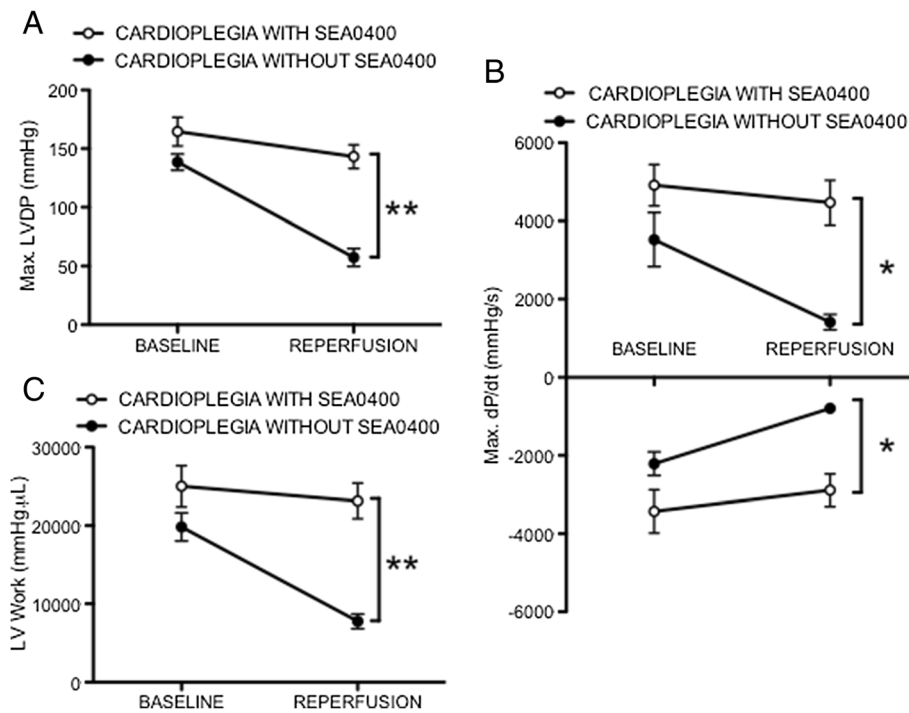 A
CARDIOPLEGIA WITH SEA0400
CARDIOPLEGIA WITHOUT SEA0400
Max. LVDP (mmHg)
200
150
100
50
0
**
BASELINE REPERFUSION
B
CARDIOPLEGIA WITH SEA0400
CARDIOPLEGIA WITHOUT SEA0400
Max. dP/dt (mmHg/s)
6000
4000
2000
0
-2000
-4000
-6000
*
BASELINE REPERFUSION
*
C
CARDIOPLEGIA WITH SEA0400
CARDIOPLEGIA WITHOUT SEA0400
LV Work (mmHg.µL)
30000
20000
10000
0
**
BASELINE REPERFUSION